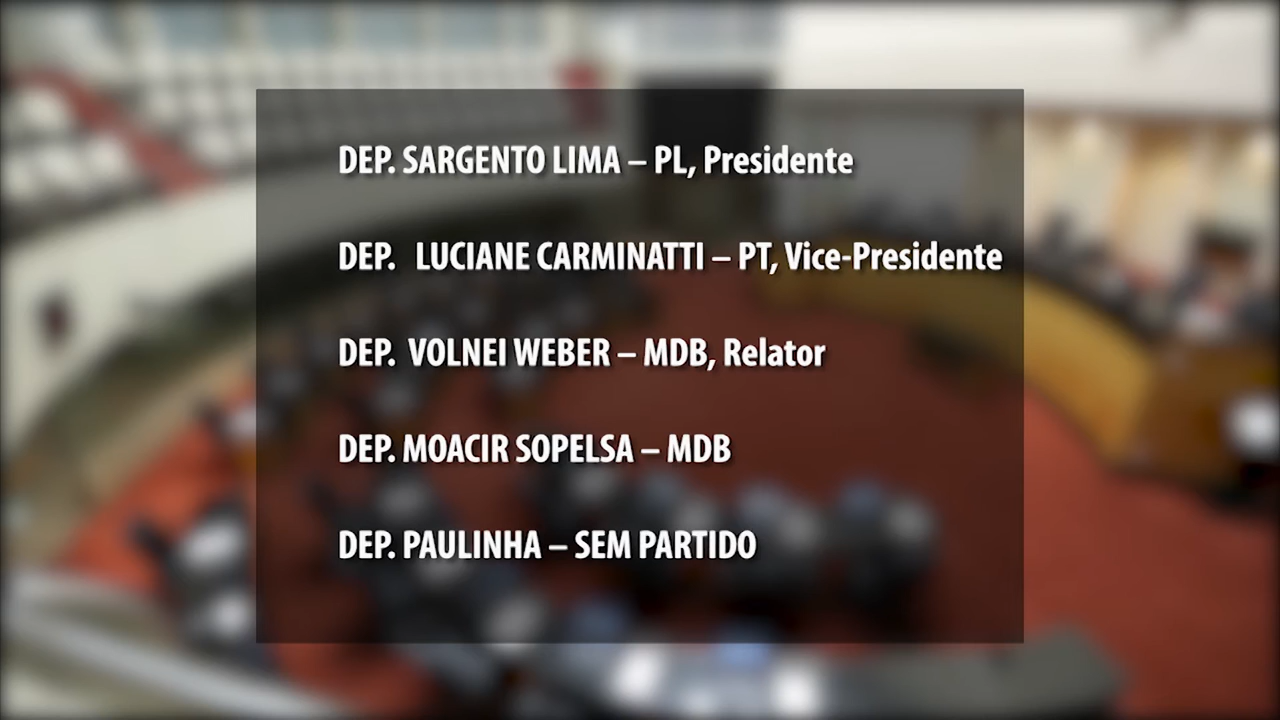 DEP. SARGENTO LIMA – PL, Presidente
DEP. LUCIANE CARMINATTI – PT, Vice-Presidente
DEP. VOLNEI WEBER – MDB, Relator
DEP. MOACIR SOPELSA – MDB
DEP. PAULINHA – SEM PARTIDO